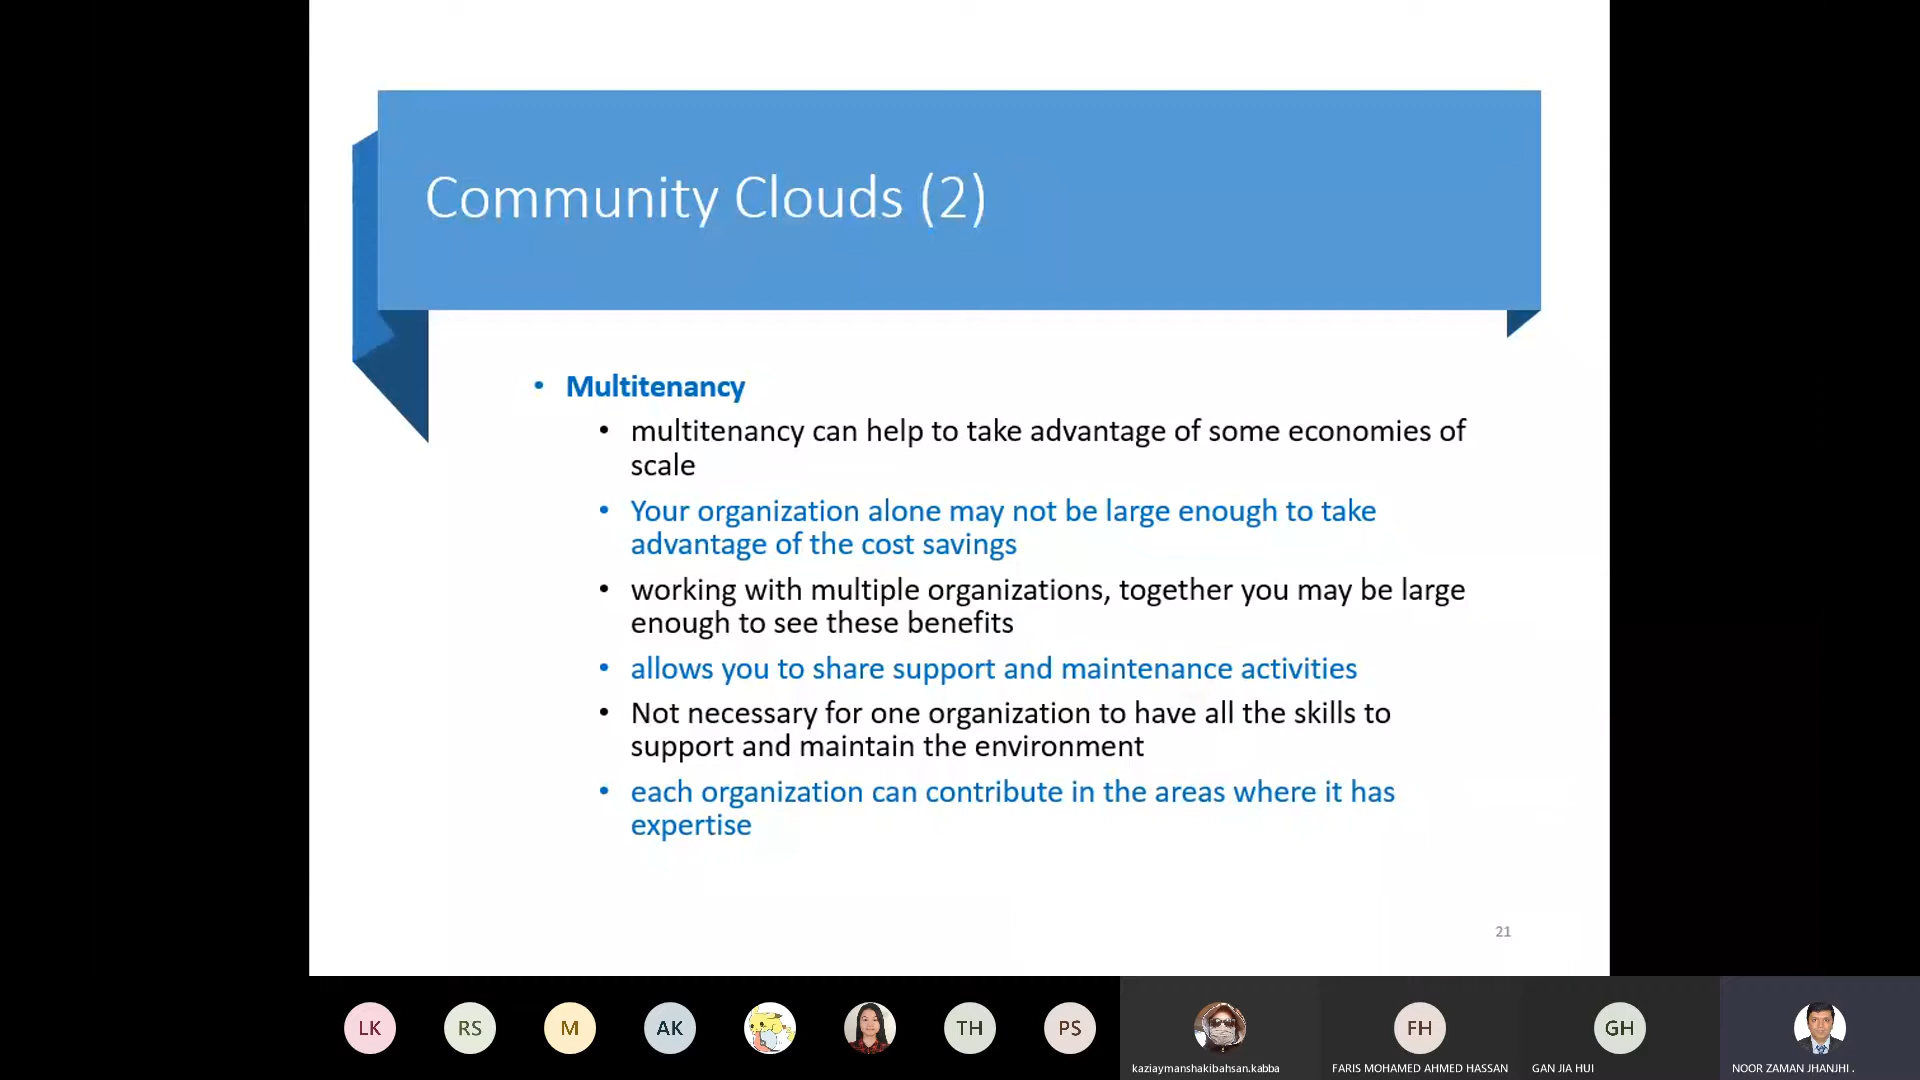 Community Clouds (2)
• Multitenancy
• multitenancy can help to take advantage of some economies of
scale
• Your organization alone may not be large enough to take
advantage of the cost savings
• working with multiple organizations, together you may be large
enough to see these benefits
• allows you to share support and maintenance activities
• Not necessary for one organization to have all the skills to
support and maintain the environment
• each organization can contribute in the areas where it has
expertise
21
LK RS M AK TH PS FH GH
kaziaymanshakibahsan.kabba FARIS MOHAMED AHMED HASSAN GAN JIA HUI NOOR ZAMAN JHANJHI .